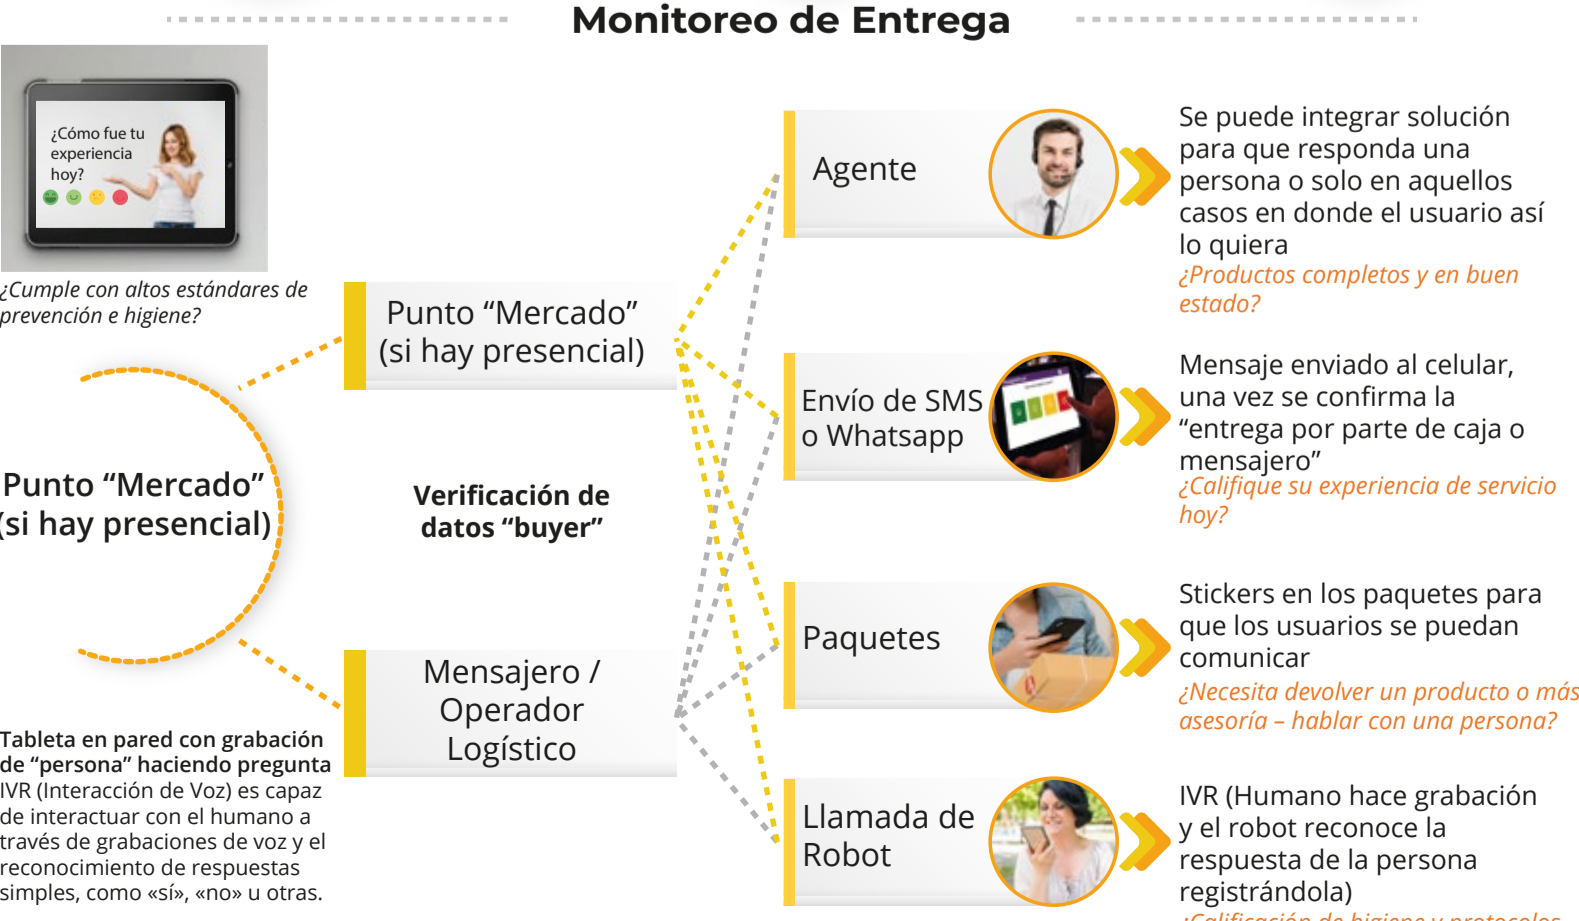 Monitoreo de Entrega
¿Cómo fue tu
experiencia
hoy?
¿Cumple con altos estándares de
prevención e higiene?
Punto “Mercado”
(si hay presencial)
Tableta en pared con grabación
de “persona” haciendo pregunta
IVR (Interacción de Voz) es capaz
de interactuar con el humano a
través de grabaciones de voz y el
reconocimiento de respuestas
simples, como «sí», «no» u otras.
Punto “Mercado”
(si hay presencial)
Verificación de
datos “buyer”
Mensajero /
Operador
Logístico
Agente
Se puede integrar solución
para que responda una
persona o solo en aquellos
casos en donde el usuario así
lo quiera
¿Productos completos y en buen
estado?
Envío de SMS
o Whatsapp
Mensaje enviado al celular,
una vez se confirma la
“entrega por parte de caja o
mensajero”
¿Califique su experiencia de servicio
hoy?
Paquetes
Stickers en los paquetes para
que los usuarios se puedan
comunicar
¿Necesita devolver un producto o más
asesoría – hablar con una persona?
Llamada de
Robot
IVR (Humano hace grabación
y el robot reconoce la
respuesta de la persona
registrándola)
¿Calificación de higiene y protocolos